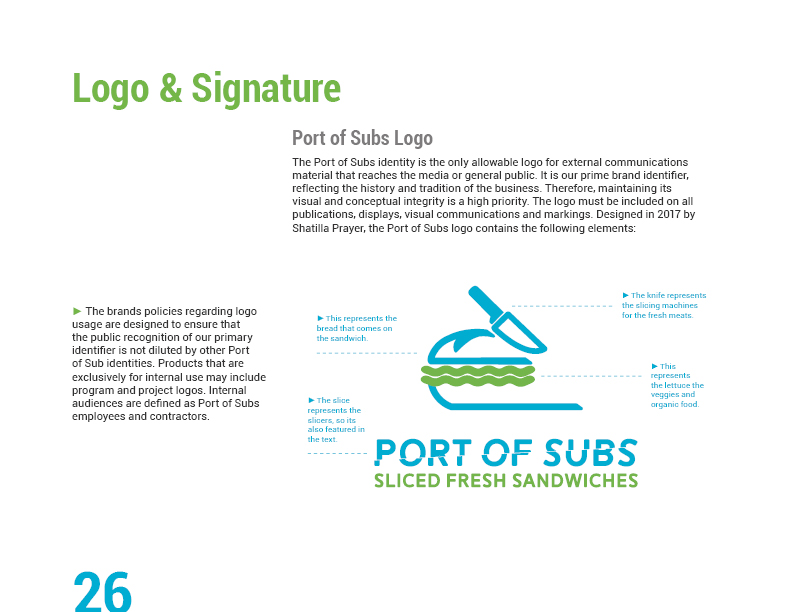 Logo & Signature
Port of Subs Logo
The Port of Subs identity is the only allowable logo for external communications
material that reaches the media or general public. It is our prime brand identifier,
reflecting the history and tradition of the business. Therefore, maintaining its
visual and conceptual integrity is a high priority. The logo must be included on all
publications, displays, visual communications and markings. Designed in 2017 by
Shatilla Prayer, the Port of Subs logo contains the following elements:
► The brands policies regarding logo
usage are designed to ensure that
the public recognition of our primary
identifier is not diluted by other Port
of Sub identities. Products that are
exclusively for internal use may include
program and project logos. Internal
audiences are defined as Port of Subs
employees and contractors.
► This represents the
bread that comes on
the sandwich.
► The knife represents
the slicing machines
for the fresh meats.
► This
represents
the lettuce the
veggies and
organic food.
► The slice
represents the
slicers, so its
also featured in
the text.
PORT OF SUBS
SLICED FRESH SANDWICHES
26